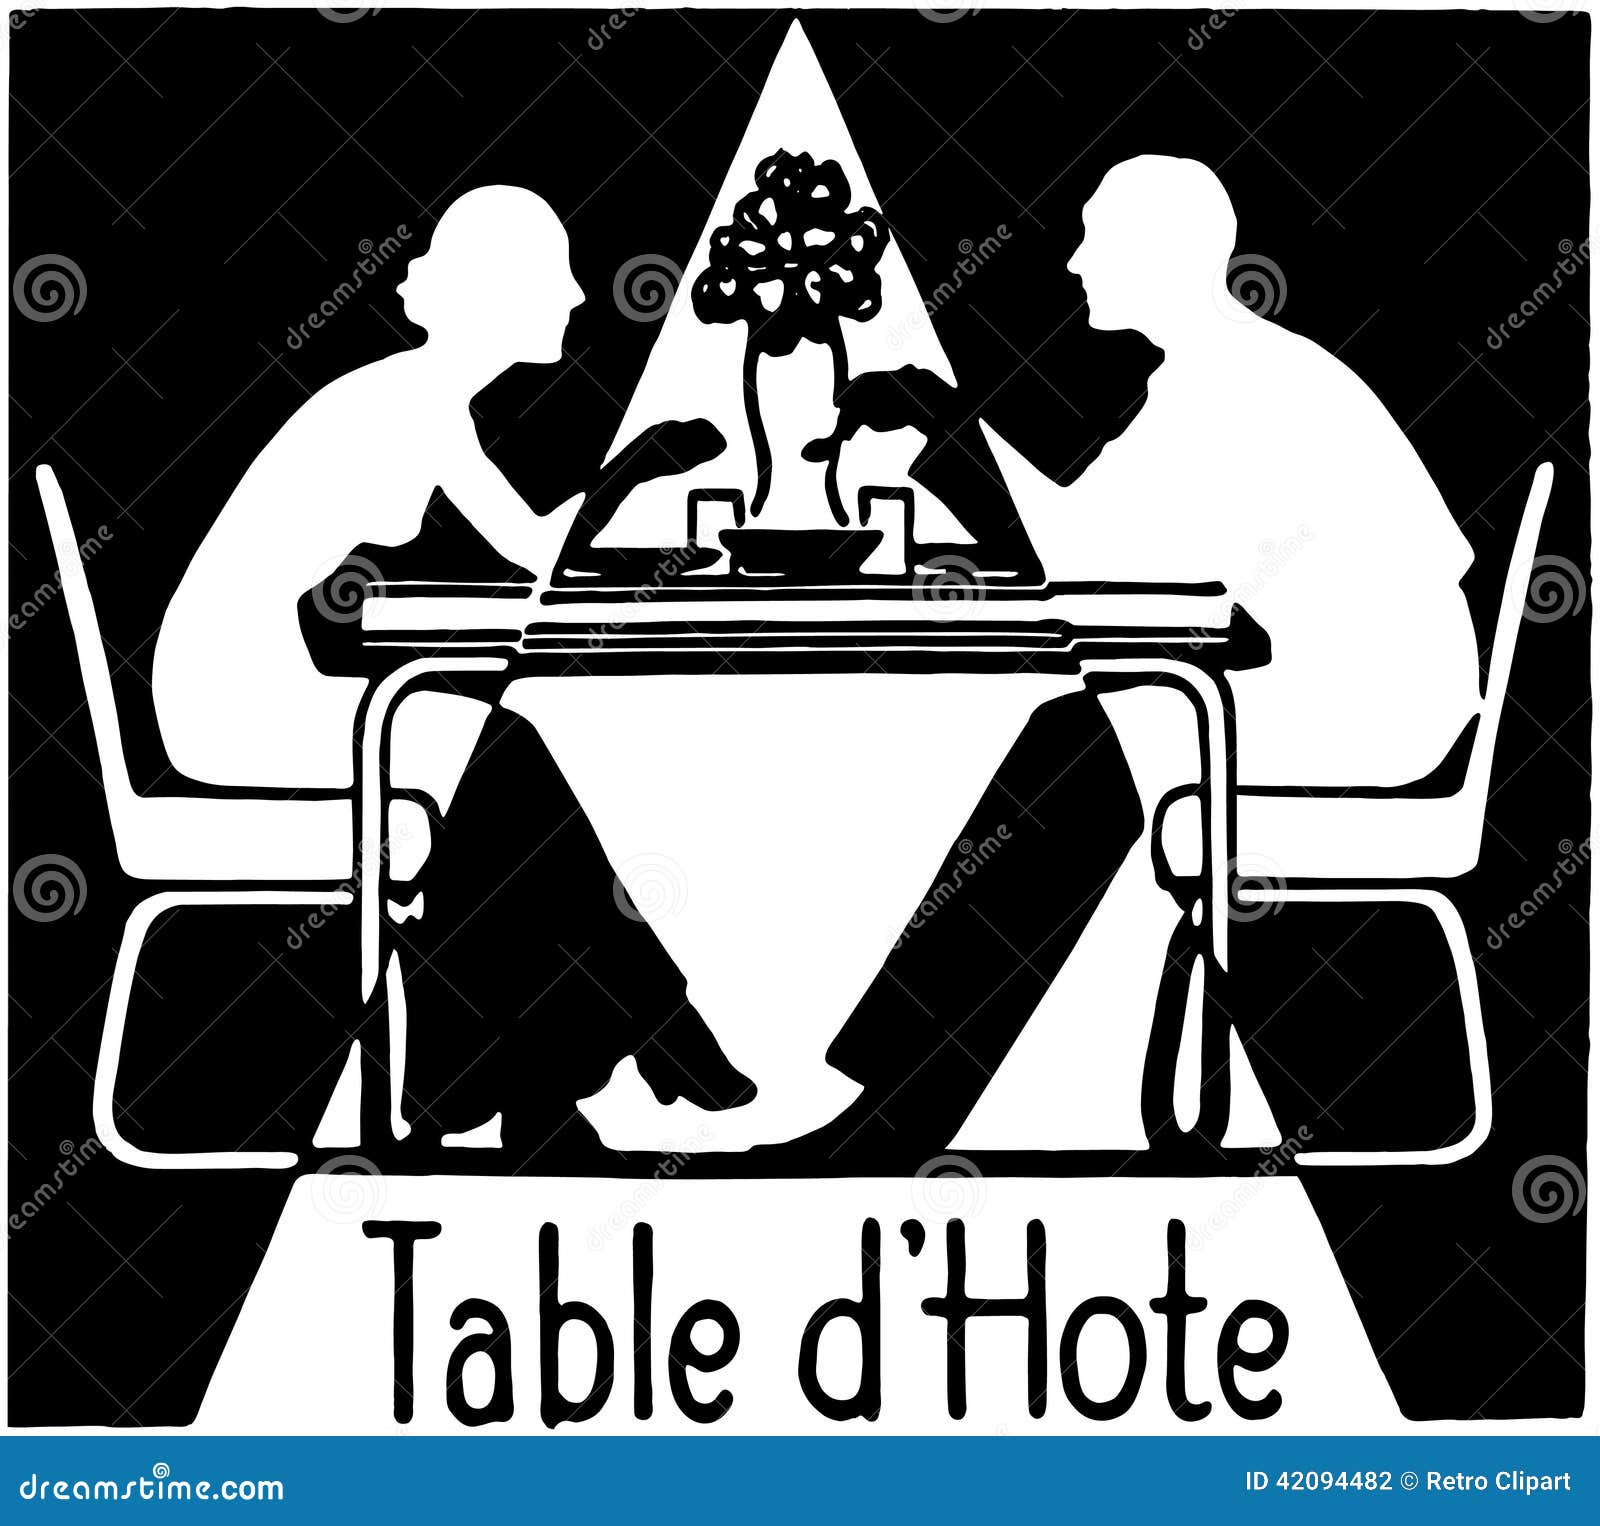 Table d'Hote
dreamstime.com
ID 42094482 © Retro Clipart